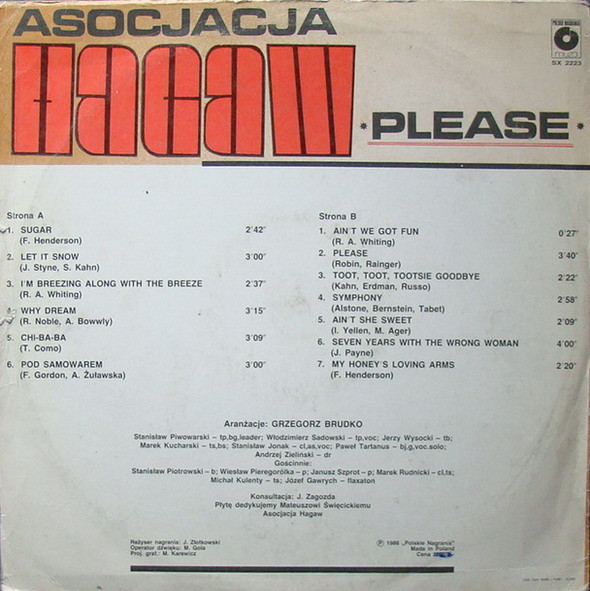 ASOCJACJA
HAGAW
* PLEASE *
POLSKIE NAGRANIA
muza
SX 2223
Strona A
1. SUGAR 2'42"
(F. Henderson)
2. LET IT SNOW 3'00"
(J. Styne, S. Kahn)
3. I'M BREEZING ALONG WITH THE BREEZE 2'37"
(R. A. Whiting)
4. WHY DREAM 3'15"
(R. Noble, A. Bowwly)
5. CHI-BA-BA 3'09"
(T. Como)
6. POD SAMOWAREM 3'00"
(F. Gordon, A. Żuławska)
Strona B
1. AIN'T WE GOT FUN 0'27"
(R. A. Whiting)
2. PLEASE 3'40"
(Robin, Rainger)
3. TOOT, TOOT, TOOTSIE GOODBYE 2'22"
(Kahn, Erdman, Russo)
4. SYMPHONY 2'58"
(Alstone, Bernstein, Tabet)
5. AIN'T SHE SWEET 2'09"
(I. Yellen, M. Ager)
6. SEVEN YEARS WITH THE WRONG WOMAN 4'00"
(J. Payne)
7. MY HONEY'S LOVING ARMS 2'20"
(F. Henderson)
Aranżacje: GRZEGORZ BRUDKO
Stanisław Piwowarski – tp,bg,leader; Włodzimierz Sadowski – tp,voc; Jerzy Wysocki – tb;
Marek Kucharski – ts,bs; Stanisław Jonak – cl,as,voc; Paweł Tartanus – bj,g,voc.solo;
Andrzej Zieliński – dr
Gościnnie:
Stanisław Piotrowski – b; Wiesław Pieregorólka – p; Janusz Szprot – p; Marek Rudnicki – cl,ts;
Michał Kulenty – ts; Józef Gawrych – flaxaton
Konsultacja: J. Zagozda
Płytę dedykujemy Mateuszowi Święcickiemu
Asocjacja Hagaw
Reżyser nagrania: J. Złotkowski
Operator dźwięku: M. Gola
Proj. graf.: M. Karewicz
Ⓟ 1986 "Polskie Nagrania"
Made in Poland
Cena